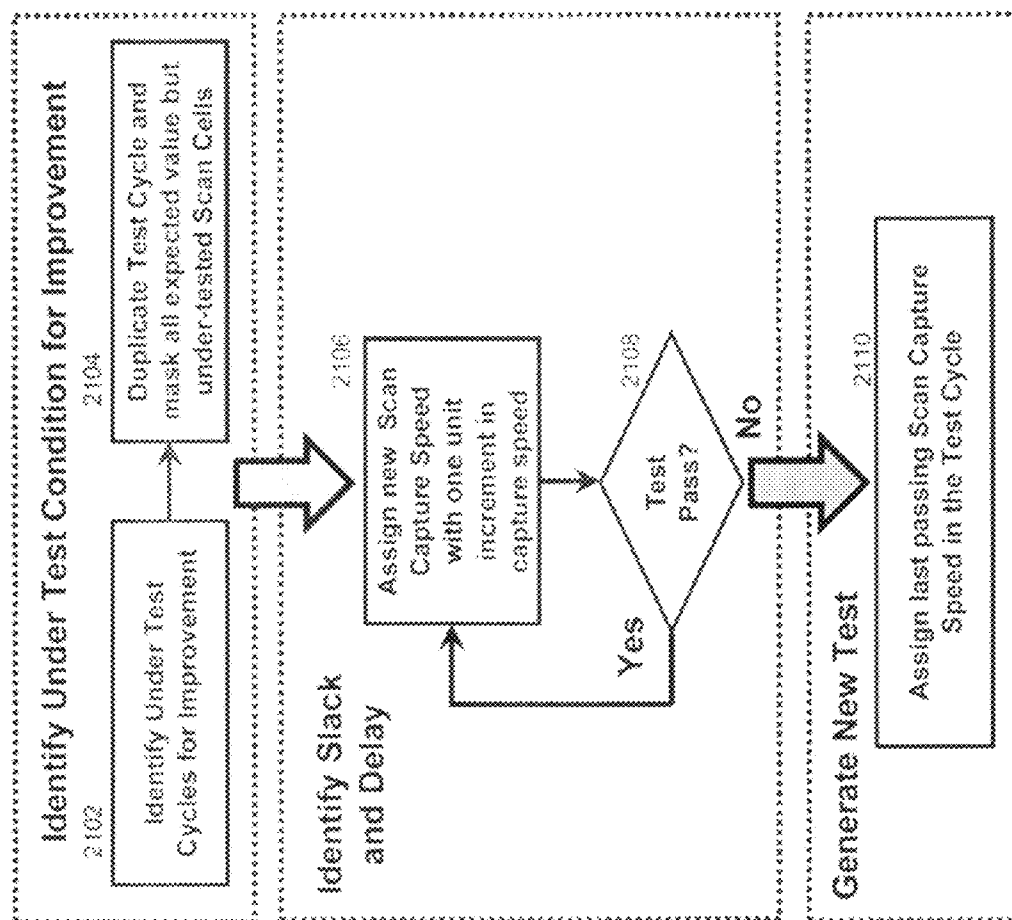 Identify Under Test Condition for Improvement
2102
Identify Under Test
Cycles for Improvement
2104
Duplicate Test Cycle and
mask all expected value but
under-tested Scan Cells
Identify Slack
and Delay
2106
Assign new Scan
Capture Speed
with one unit
increment in
capture speed
2108
Test
Pass?
Yes
No
Generate New Test
2110
Assign last passing Scan Capture
Speed in the Test Cycle